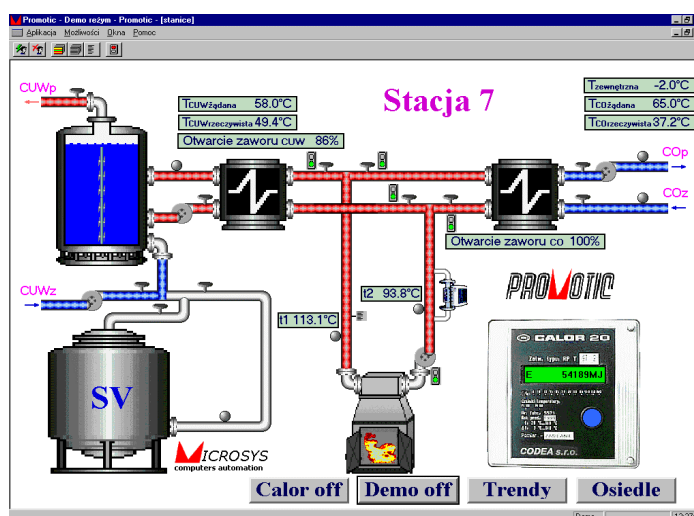 Promotic - Demo reżym - Promotic - [stanice]
Aplikacja Możliwości Okna Pomoc
CUWp
TCUWżądana 58.0°C
TCUWrzeczywista 49.4°C
Otwarcie zaworu CUW 86%
Stacja 7
Tzewnętrzna -2.0°C
TCOżądana 65.0°C
TCOrzeczywista 37.2°C
COp
COz
Otwarcie zaworu CO 100%
CUWz
t1 113.1°C
t2 93.8°C
PROMOTIC
CALOR 20
E 54189MJ
CODEA s.r.o.
SV
MICROSYS
computers automation
Calor off
Demo off
Trendy
Osiedle